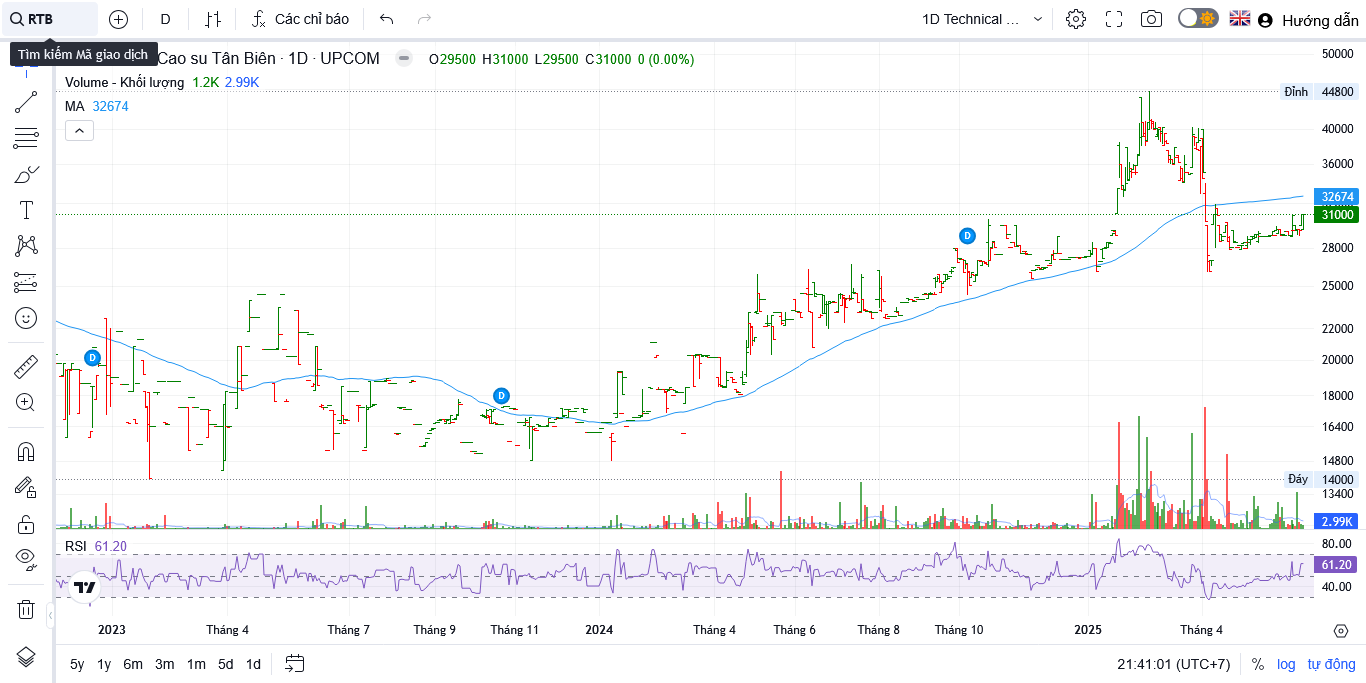 RTB D Các chỉ báo 1D Technical ... Hướng dẫn
Tìm kiếm Mã giao dịch
Cao su Tân Biên · 1D · UPCOM O29500 H31000 L29500 C31000 0 (0.00%)
Volume - Khối lượng 1.2K 2.99K
MA 32674
50000
Đỉnh 44800
40000
36000
32674
31000
28000
25000
22000
20000
18000
16400
14800
Đáy 14000
13400
2.99K
D
D
D
RSI 61.20
80.00
61.20
40.00
2023 Tháng 4 Tháng 7 Tháng 9 Tháng 11 2024 Tháng 4 Tháng 6 Tháng 8 Tháng 10 2025 Tháng 4
5y 1y 6m 3m 1m 5d 1d 21:41:01 (UTC+7) % log tự động